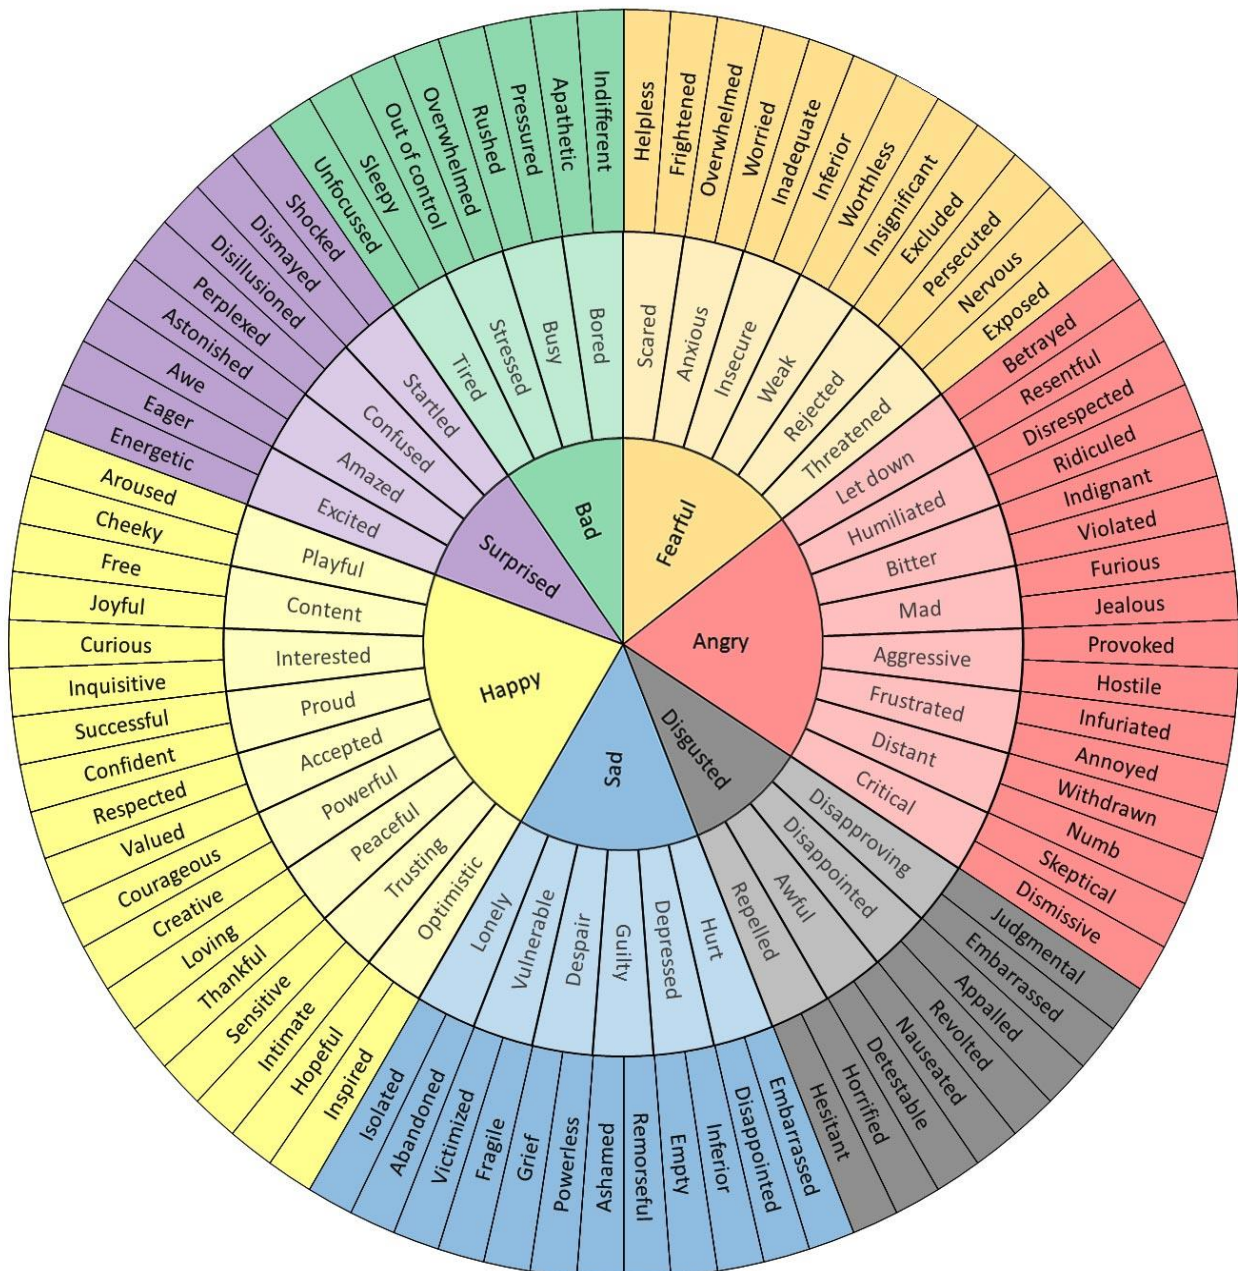 Fearful
Angry
Disgusted
Sad
Happy
Surprised
Bad
Scared
Anxious
Insecure
Weak
Rejected
Threatened
Let down
Humiliated
Bitter
Mad
Aggressive
Frustrated
Distant
Critical
Disapproving
Disappointed
Awful
Repelled
Hurt
Depressed
Guilty
Despair
Vulnerable
Lonely
Optimistic
Trusting
Peaceful
Powerful
Accepted
Proud
Interested
Content
Playful
Excited
Amazed
Confused
Startled
Tired
Stressed
Busy
Bored
Helpless
Frightened
Overwhelmed
Worried
Inadequate
Inferior
Worthless
Insignificant
Excluded
Persecuted
Nervous
Exposed
Betrayed
Resentful
Disrespected
Ridiculed
Indignant
Violated
Furious
Jealous
Provoked
Hostile
Infuriated
Annoyed
Withdrawn
Numb
Skeptical
Dismissive
Judgmental
Embarrassed
Appalled
Revolted
Nauseated
Detestable
Horrified
Hesitant
Embarrassed
Disappointed
Inferior
Empty
Remorseful
Ashamed
Powerless
Grief
Fragile
Victimized
Abandoned
Isolated
Inspired
Hopeful
Intimate
Sensitive
Thankful
Loving
Creative
Courageous
Valued
Respected
Confident
Successful
Inquisitive
Curious
Joyful
Free
Cheeky
Aroused
Energetic
Eager
Awe
Astonished
Perplexed
Disillusioned
Dismayed
Shocked
Unfocussed
Sleepy
Out of control
Overwhelmed
Rushed
Pressured
Apathetic
Indifferent